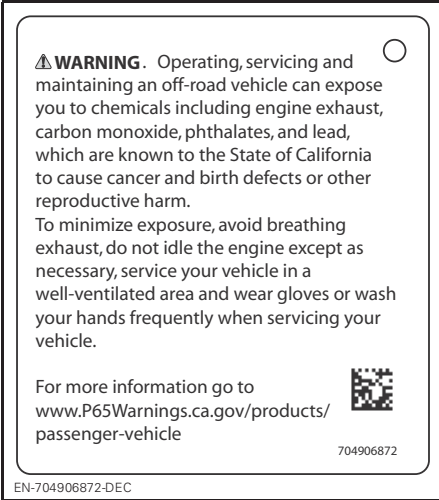 ⚠WARNING. Operating, servicing and
maintaining an off-road vehicle can expose
you to chemicals including engine exhaust,
carbon monoxide, phthalates, and lead,
which are known to the State of California
to cause cancer and birth defects or other
reproductive harm.
To minimize exposure, avoid breathing
exhaust, do not idle the engine except as
necessary, service your vehicle in a
well-ventilated area and wear gloves or wash
your hands frequently when servicing your
vehicle.
For more information go to
www.P65Warnings.ca.gov/products/
passenger-vehicle
704906872
EN-704906872-DEC